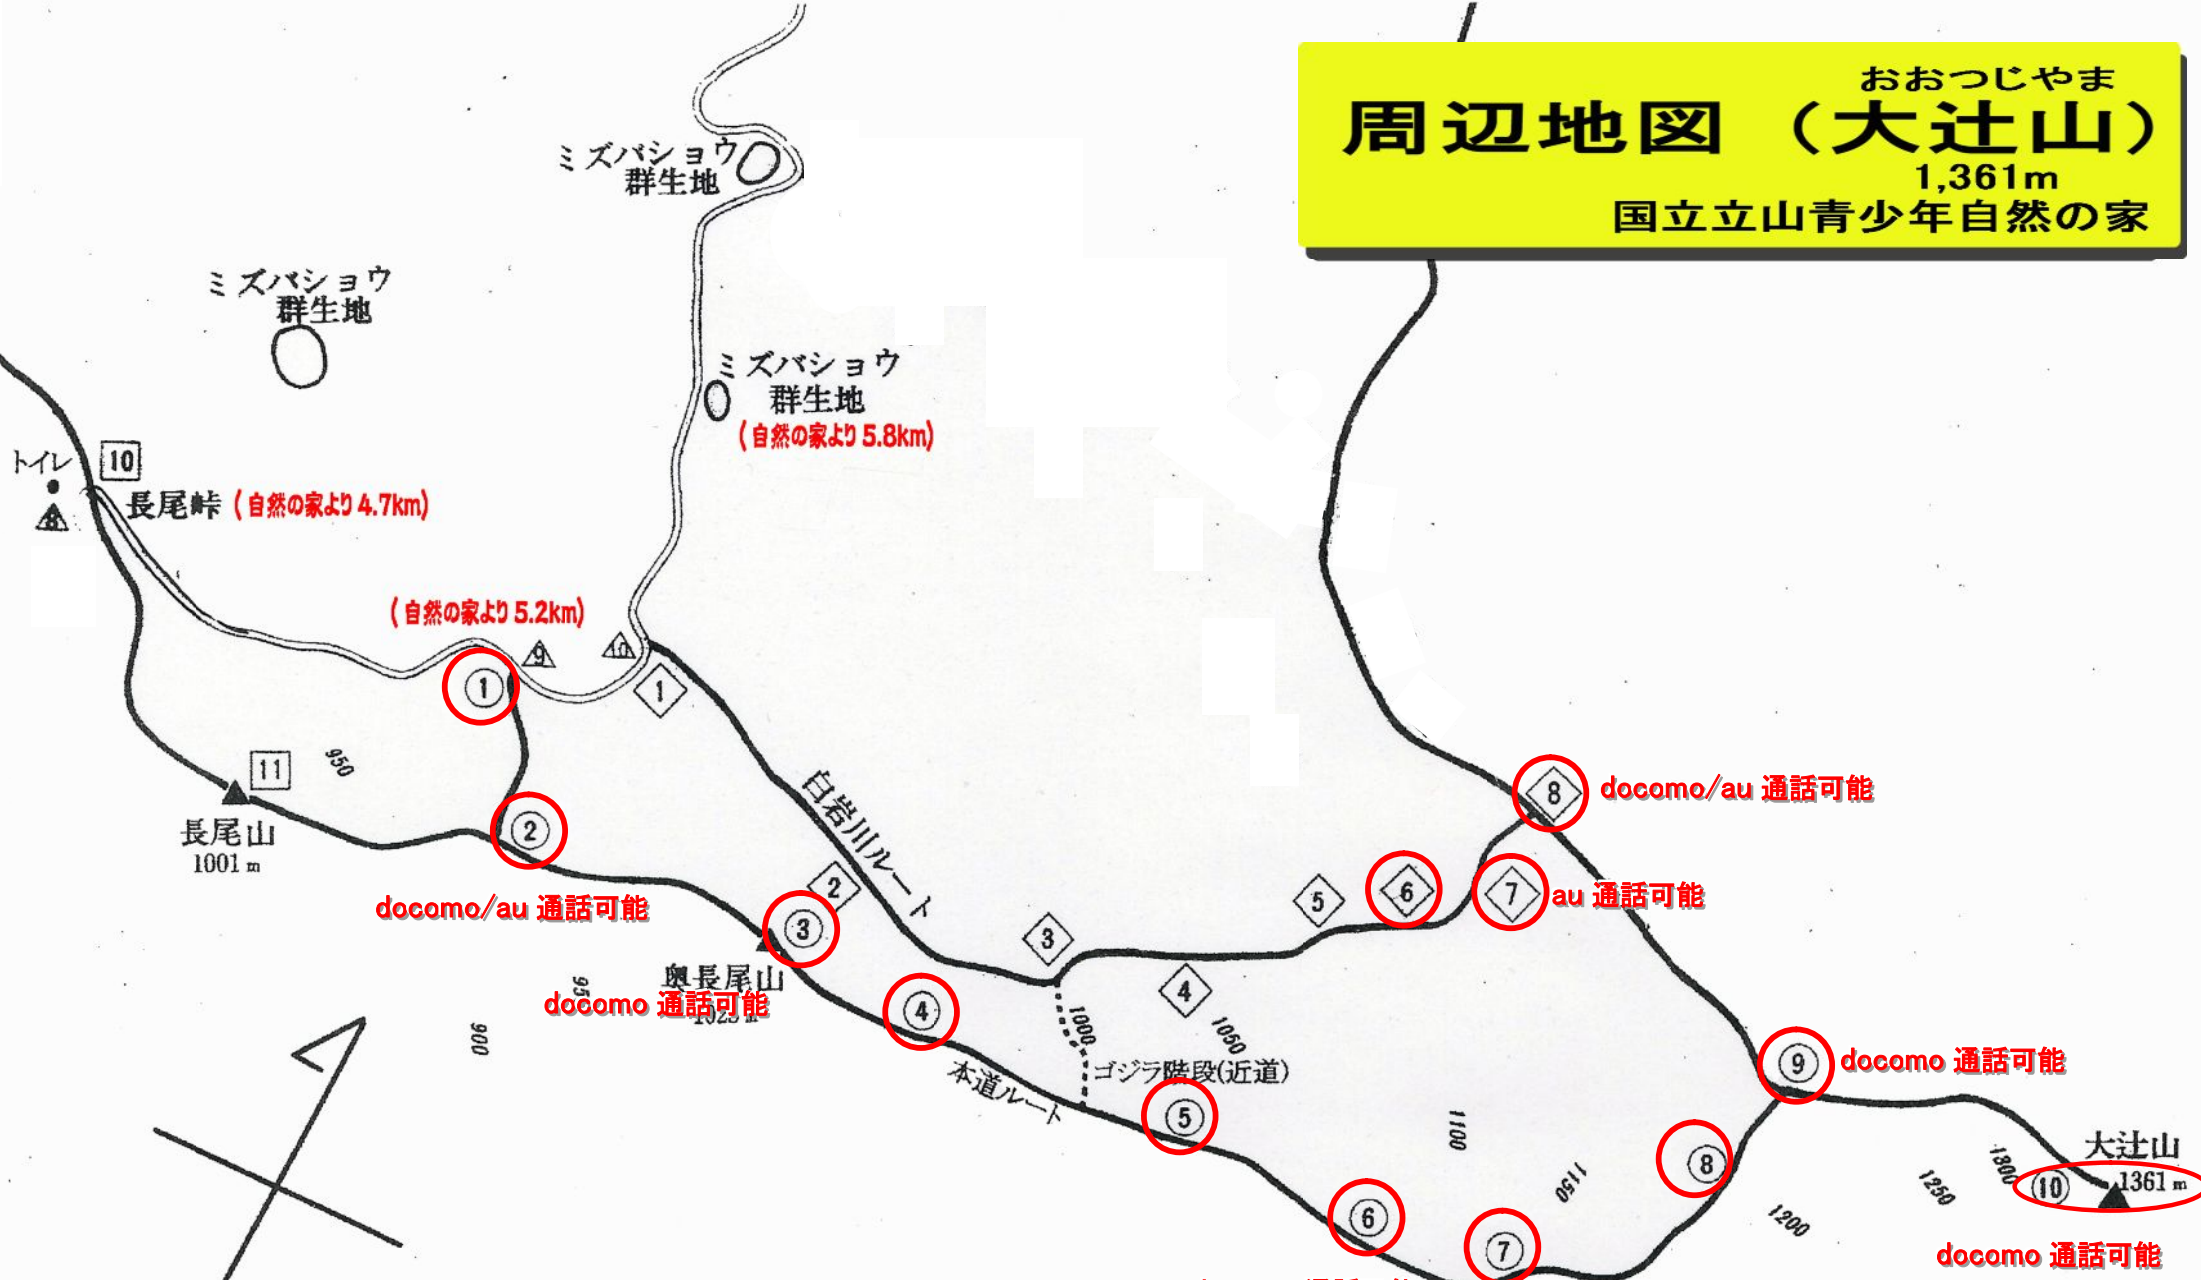 おおつじやま
周辺地図（大辻山）
1,361m
国立立山青少年自然の家
ミズバショウ
群生地
ミズバショウ
群生地
ミズバショウ
群生地
(自然の家より5.8km)
トイレ
10
8
長尾峠
(自然の家より4.7km)
(自然の家より5.2km)
①
9
10
1
11
950
長尾山
1001m
②
docomo/au 通話可能
白岩川ルート
2
③
奥長尾山
docomo 通話可能
900
④
3
4
5
6
7
au 通話可能
8
docomo/au 通話可能
1000
1050
ゴジラ階段(近道)
本道ルート
⑤
⑥
⑦
1100
1150
⑧
⑨
docomo 通話可能
1200
1250
1300
大辻山
1361m
⑩
docomo 通話可能